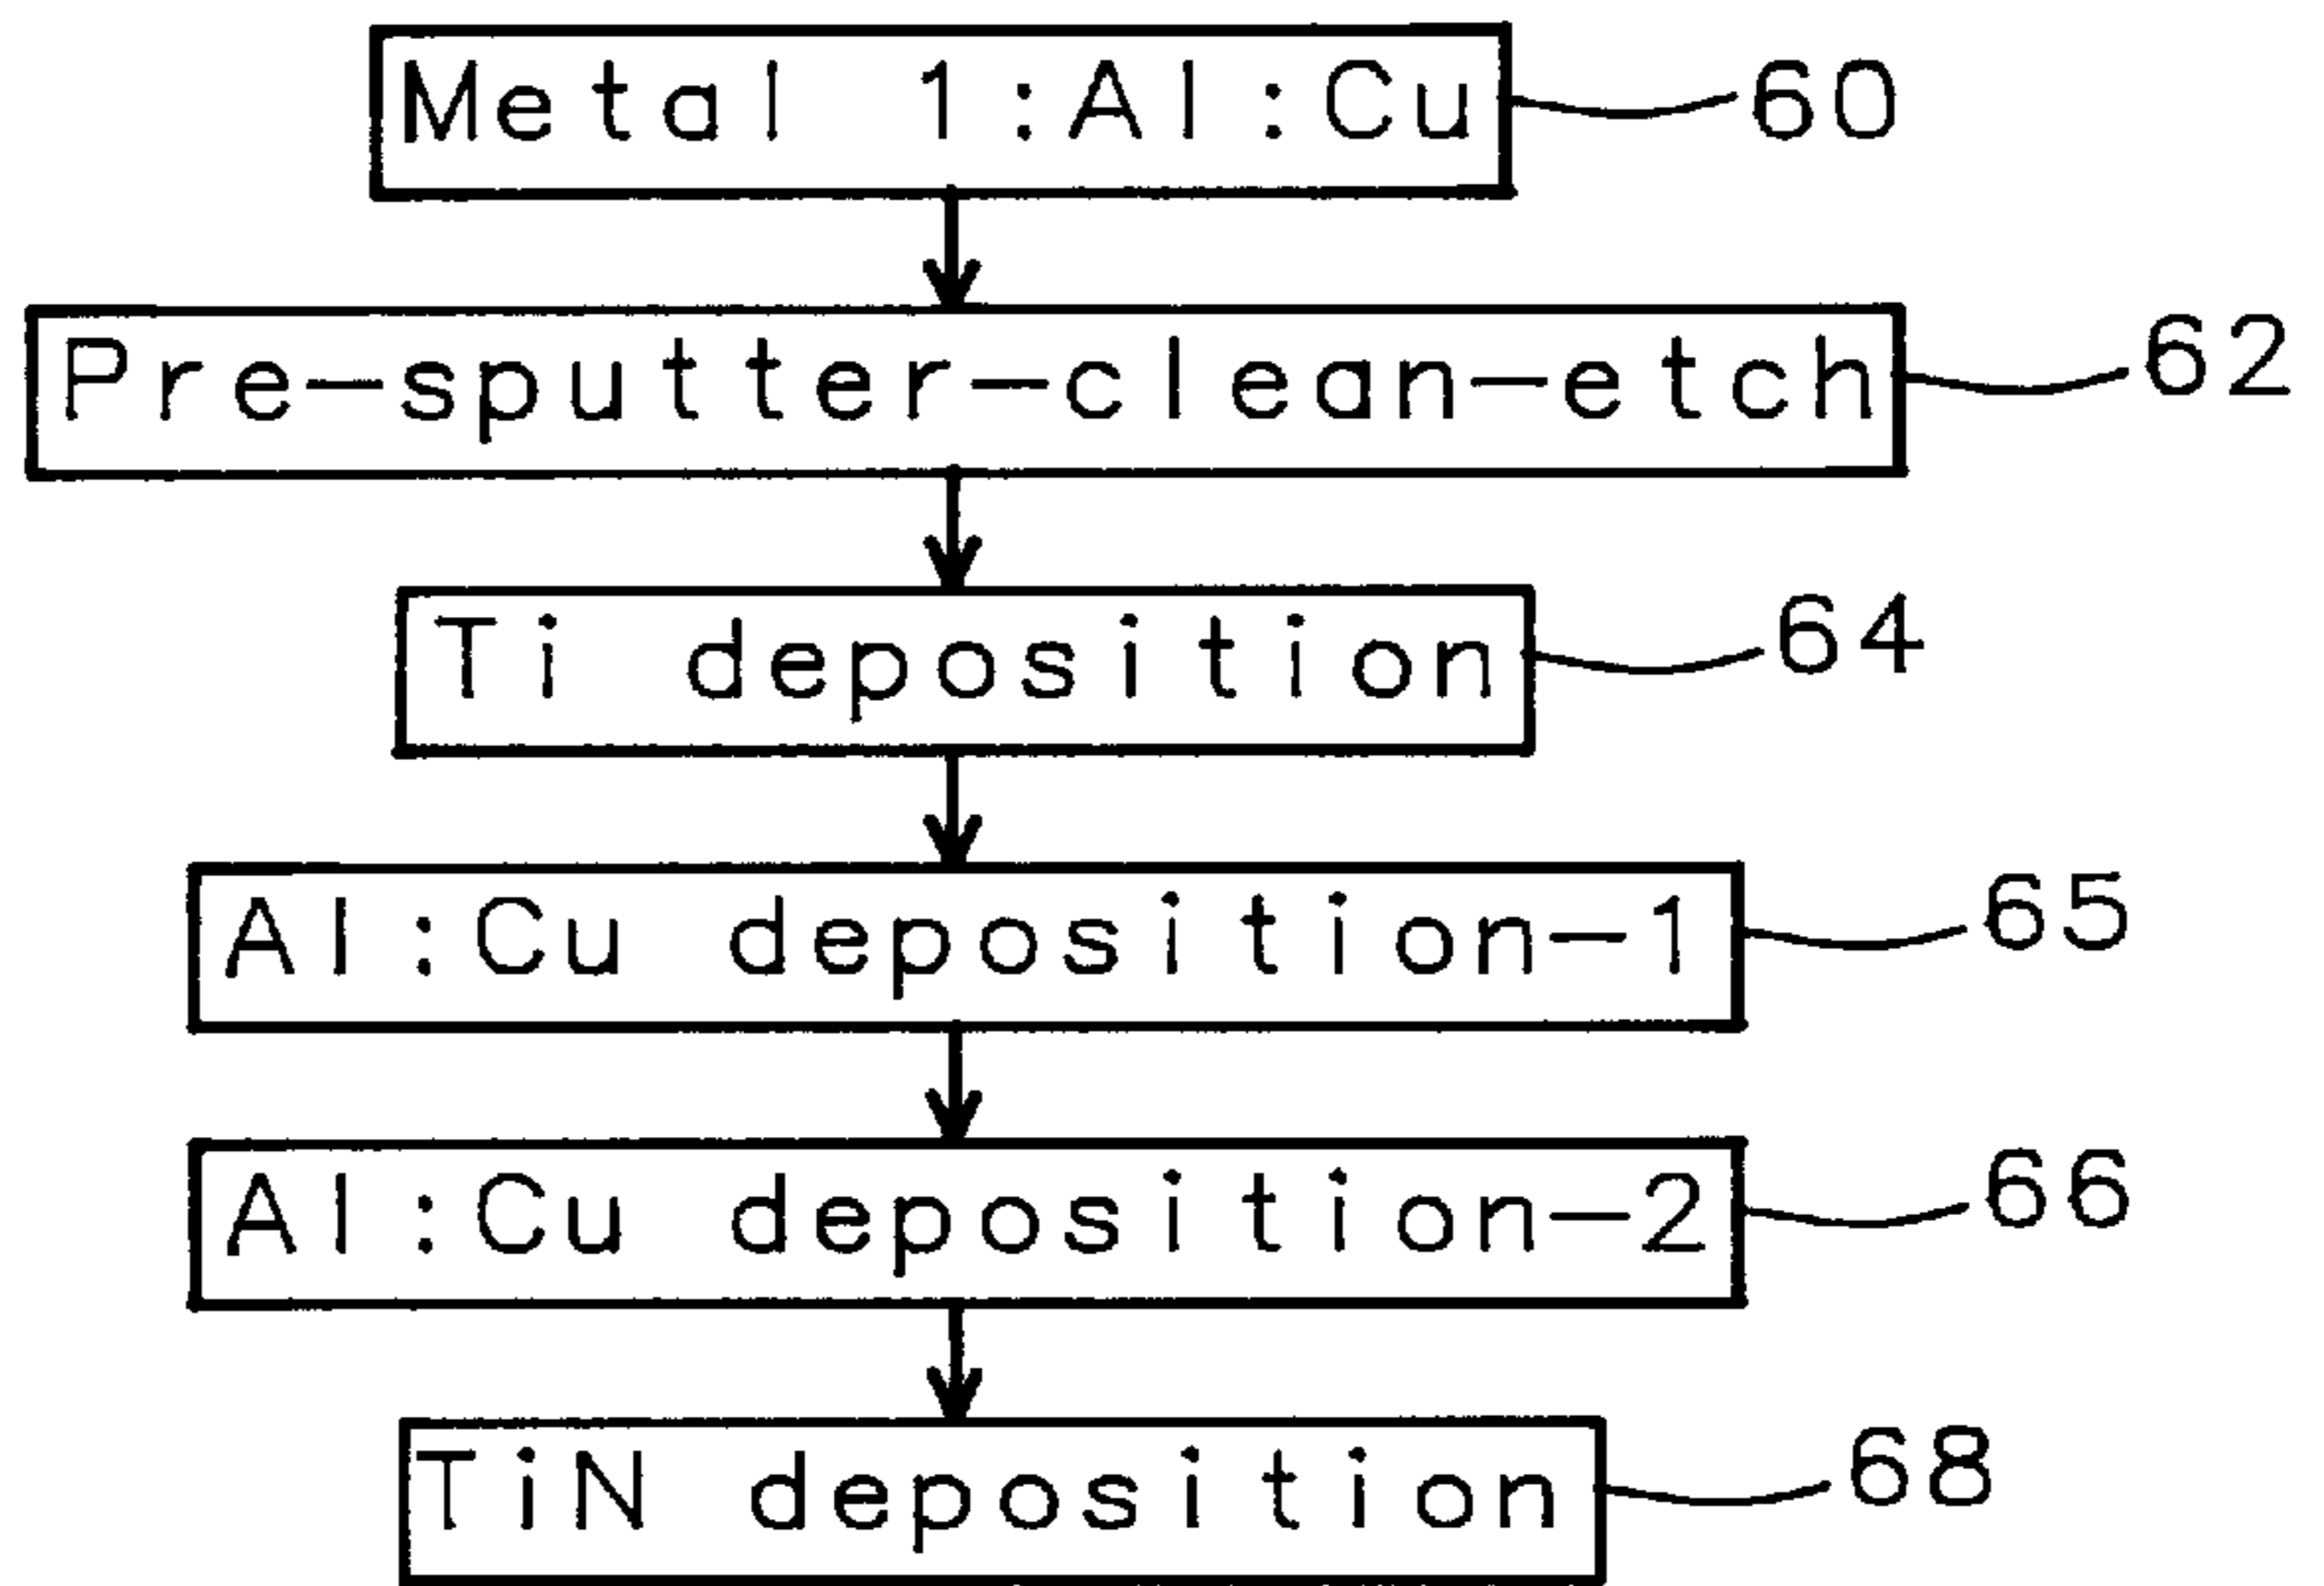 Metal 1:Al:Cu 60
Pre-sputter-clean-etch 62
Ti deposition 64
Al:Cu deposition-1 65
Al:Cu deposition-2 66
TiN deposition 68